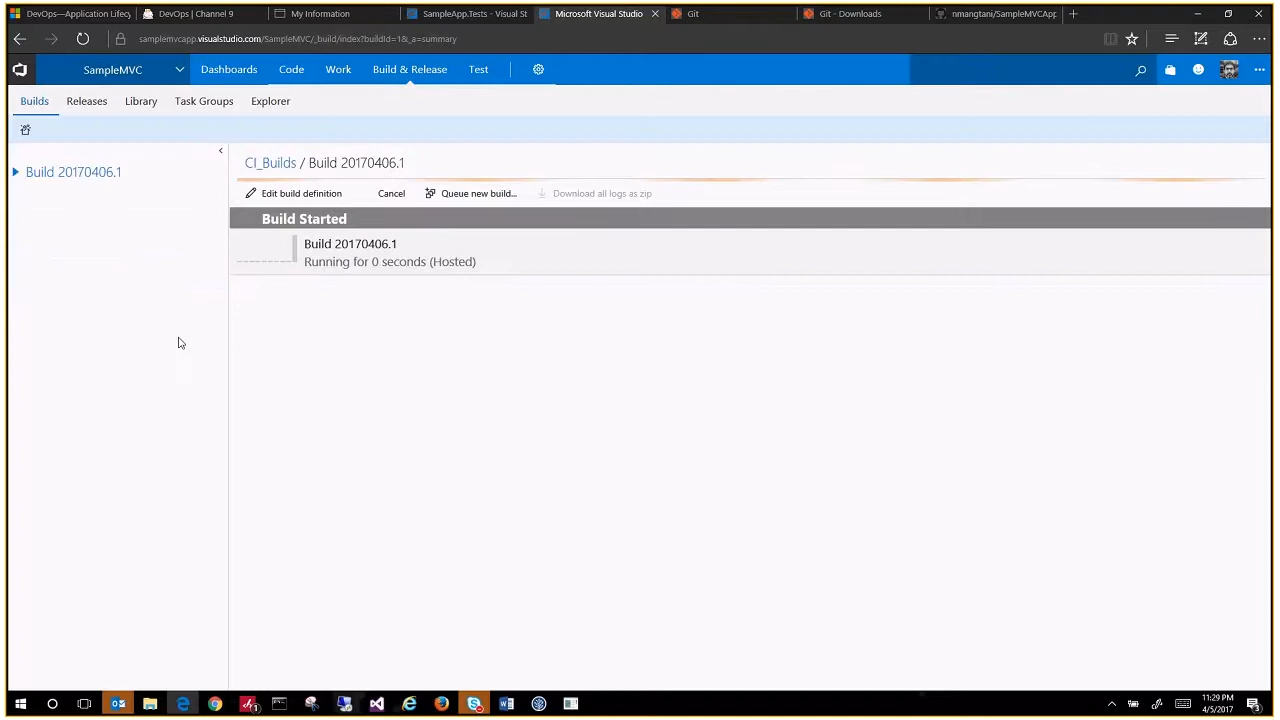 DevOps—Application Lifecy
DevOps | Channel 9
My Information
SampleApp.Tests - Visual St
Microsoft Visual Studio
Git
Git - Downloads
nmangtani/SampleMVCApp
samplemvcapp.visualstudio.com/SampleMVC/_build/index?buildId=1&_a=summary
SampleMVC
Dashboards
Code
Work
Build & Release
Test
Builds
Releases
Library
Task Groups
Explorer
Build 20170406.1
CI_Builds / Build 20170406.1
Edit build definition
Cancel
Queue new build...
Download all logs as zip
Build Started
Build 20170406.1
Running for 0 seconds (Hosted)
1
11:29 PM
4/5/2017
3